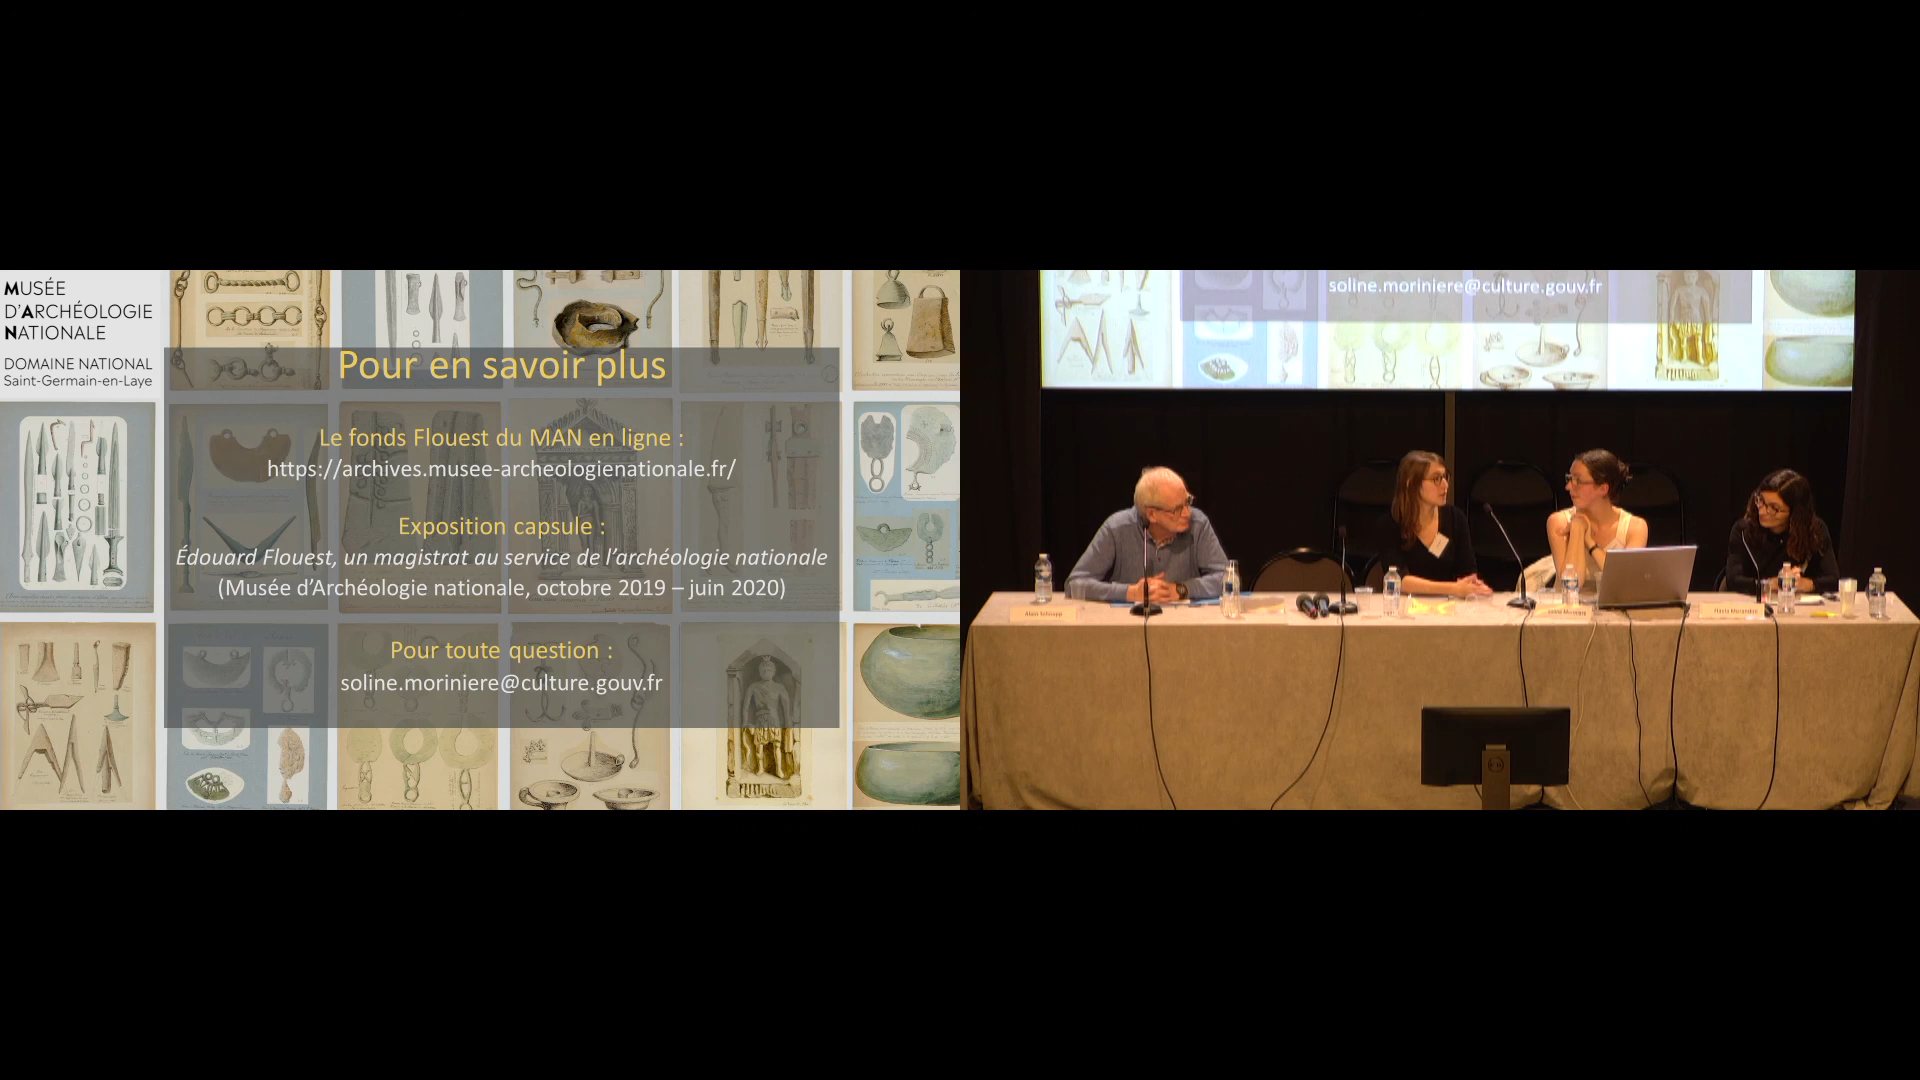 MUSÉE
D'ARCHÉOLOGIE
NATIONALE
DOMAINE NATIONAL
Saint-Germain-en-Laye
Pour en savoir plus
Le fonds Flouest du MAN en ligne :
https://archives.musee-archeologienationale.fr/
Exposition capsule :
Édouard Flouest, un magistrat au service de l’archéologie nationale
(Musée d’Archéologie nationale, octobre 2019 – juin 2020)
Pour toute question :
soline.moriniere@culture.gouv.fr
soline.moriniere@culture.gouv.fr
Alain Schnapp